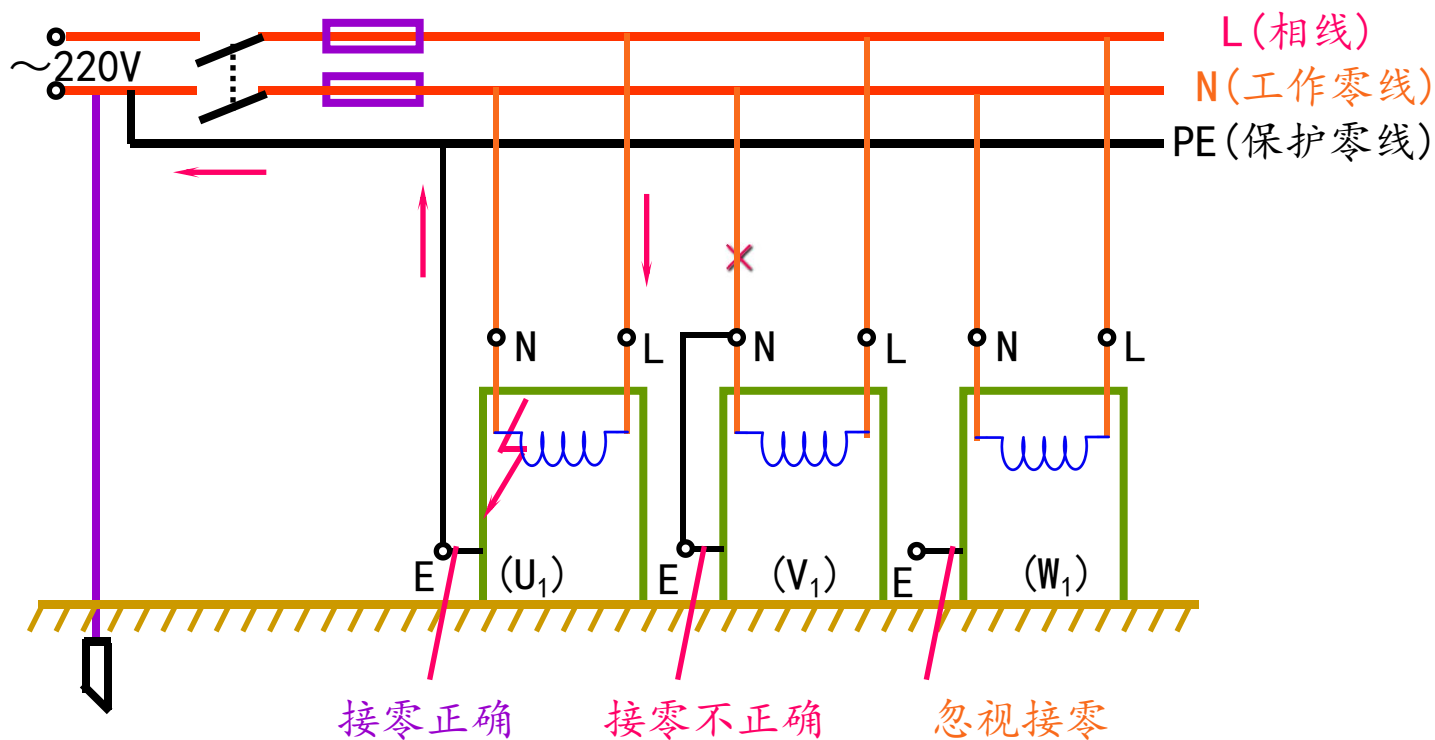 L(相线)
～220V
N(工作零线)
PE(保护零线)
N L N L N L
E (U₁) E (V₁) E (W₁)
接零正确 接零不正确 忽视接零